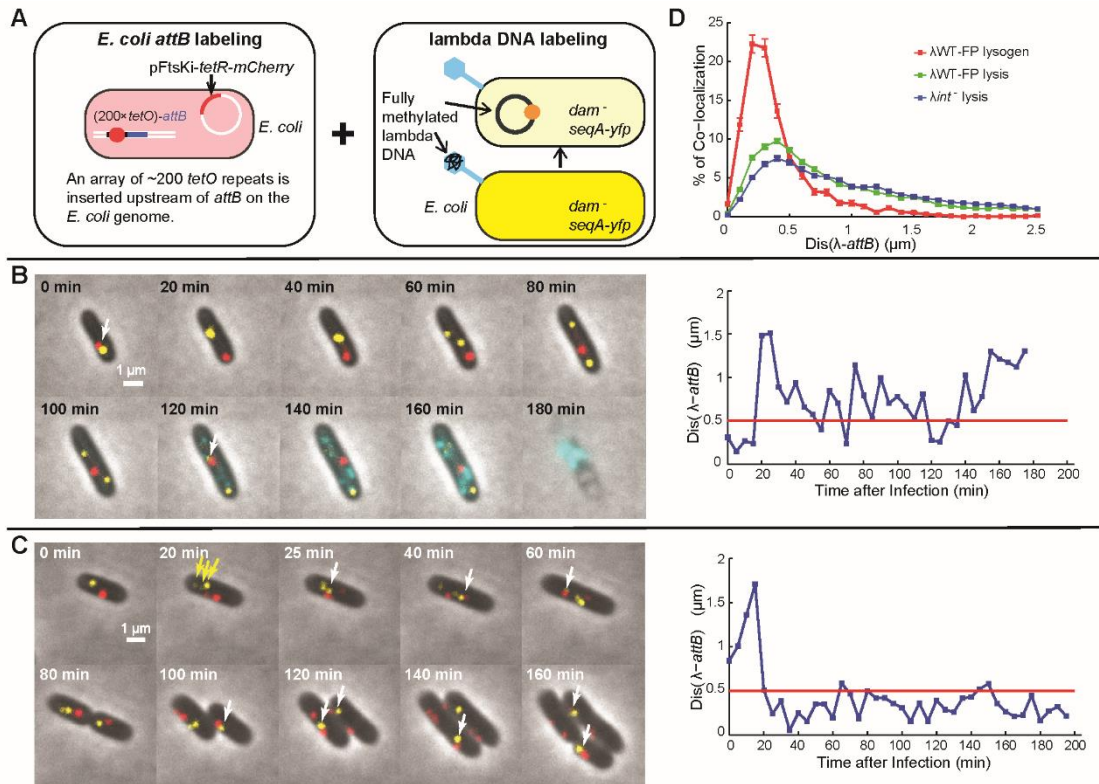 A
E. coli attB labeling
pFtsKi-tetR-mCherry
(200×tetO)-attB
E. coli
An array of ~200 tetO repeats is
inserted upstream of attB on the
E. coli genome.
+
lambda DNA labeling
Fully
methylated
lambda
DNA
dam⁻
seqA-yfp
E. coli
dam⁻
seqA-yfp
D
% of Co-localization
25
20
15
10
5
0
λWT-FP lysogen
λWT-FP lysis
λint⁻ lysis
0 0.5 1 1.5 2 2.5
Dis(λ-attB) (μm)
B
0 min 20 min 40 min 60 min 80 min
1 μm
100 min 120 min 140 min 160 min 180 min
Dis( λ-attB) (μm)
2
1.5
1
0.5
0
0 20 40 60 80 100 120 140 160 180 200
Time after Infection (min)
C
0 min 20 min 25 min 40 min 60 min
1 μm
80 min 100 min 120 min 140 min 160 min
Dis( λ-attB) (μm)
2
1.5
1
0.5
0
0 20 40 60 80 100 120 140 160 180 200
Time after Infection (min)